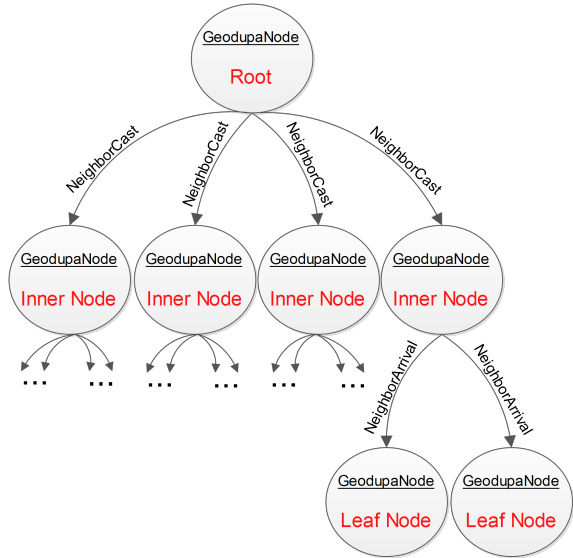 GeodupaNode
Root
NeighborCast
NeighborCast
NeighborCast
NeighborCast
GeodupaNode
Inner Node
GeodupaNode
Inner Node
GeodupaNode
Inner Node
GeodupaNode
Inner Node
... ... ... ... ... ...
NeighborArrival
NeighborArrival
GeodupaNode
Leaf Node
GeodupaNode
Leaf Node